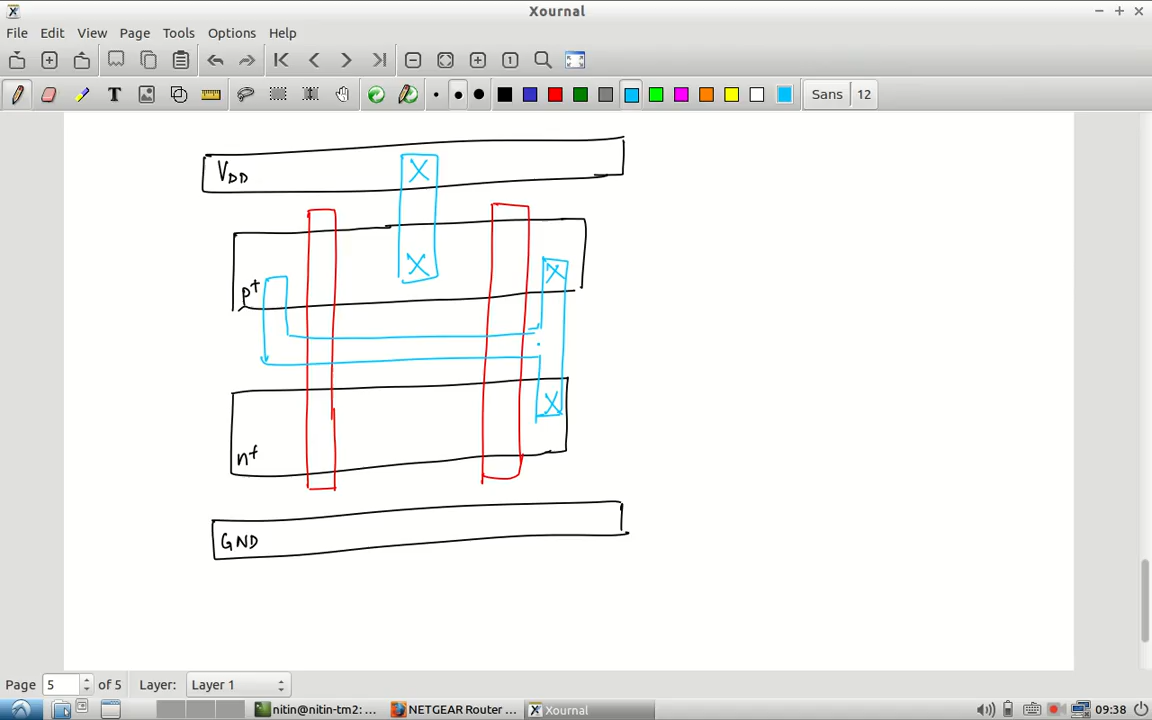 Xournal
File Edit View Page Tools Options Help
Sans 12
V_DD
X
X
X
p⁺
X
n⁺
GND
Page 5 of 5 Layer: Layer 1
nitin@nitin-tm2: ... NETGEAR Router ... Xournal 09:38